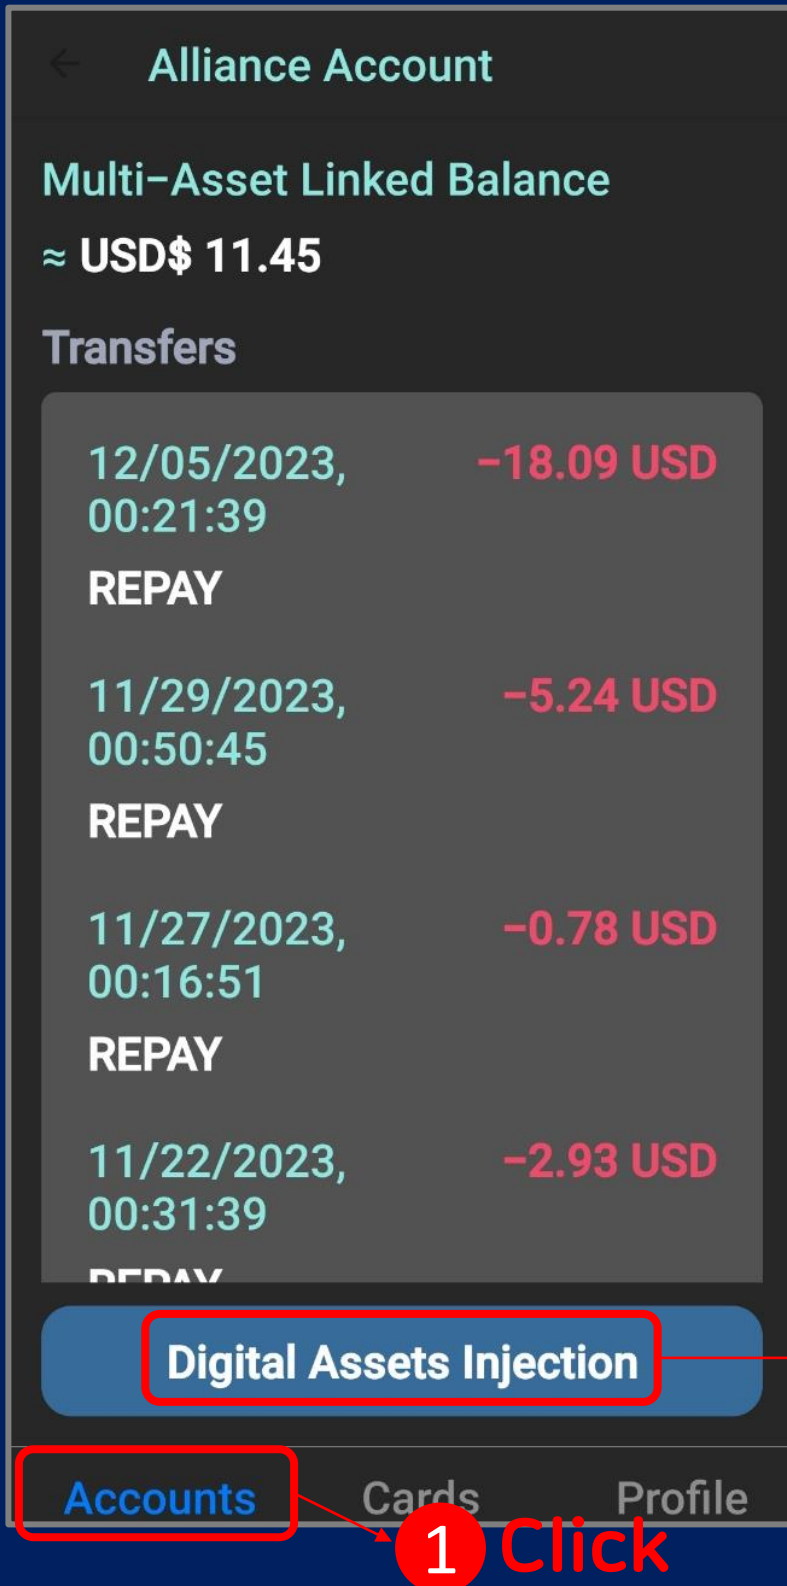 Alliance Account
Multi-Asset Linked Balance
≈ USD$ 11.45
Transfers
12/05/2023, -18.09 USD
00:21:39
REPAY
11/29/2023, -5.24 USD
00:50:45
REPAY
11/27/2023, -0.78 USD
00:16:51
REPAY
11/22/2023, -2.93 USD
00:31:39
REPAY
Digital Assets Injection
Accounts Cards Profile
1 Click